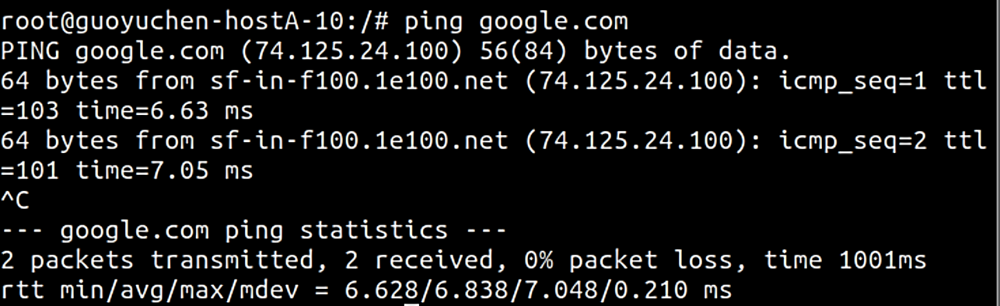 root@guoyuchen-hostA-10:/# ping google.com
PING google.com (74.125.24.100) 56(84) bytes of data.
64 bytes from sf-in-f100.1e100.net (74.125.24.100): icmp_seq=1 ttl
=103 time=6.63 ms
64 bytes from sf-in-f100.1e100.net (74.125.24.100): icmp_seq=2 ttl
=101 time=7.05 ms
^C
--- google.com ping statistics ---
2 packets transmitted, 2 received, 0% packet loss, time 1001ms
rtt min/avg/max/mdev = 6.628/6.838/7.048/0.210 ms